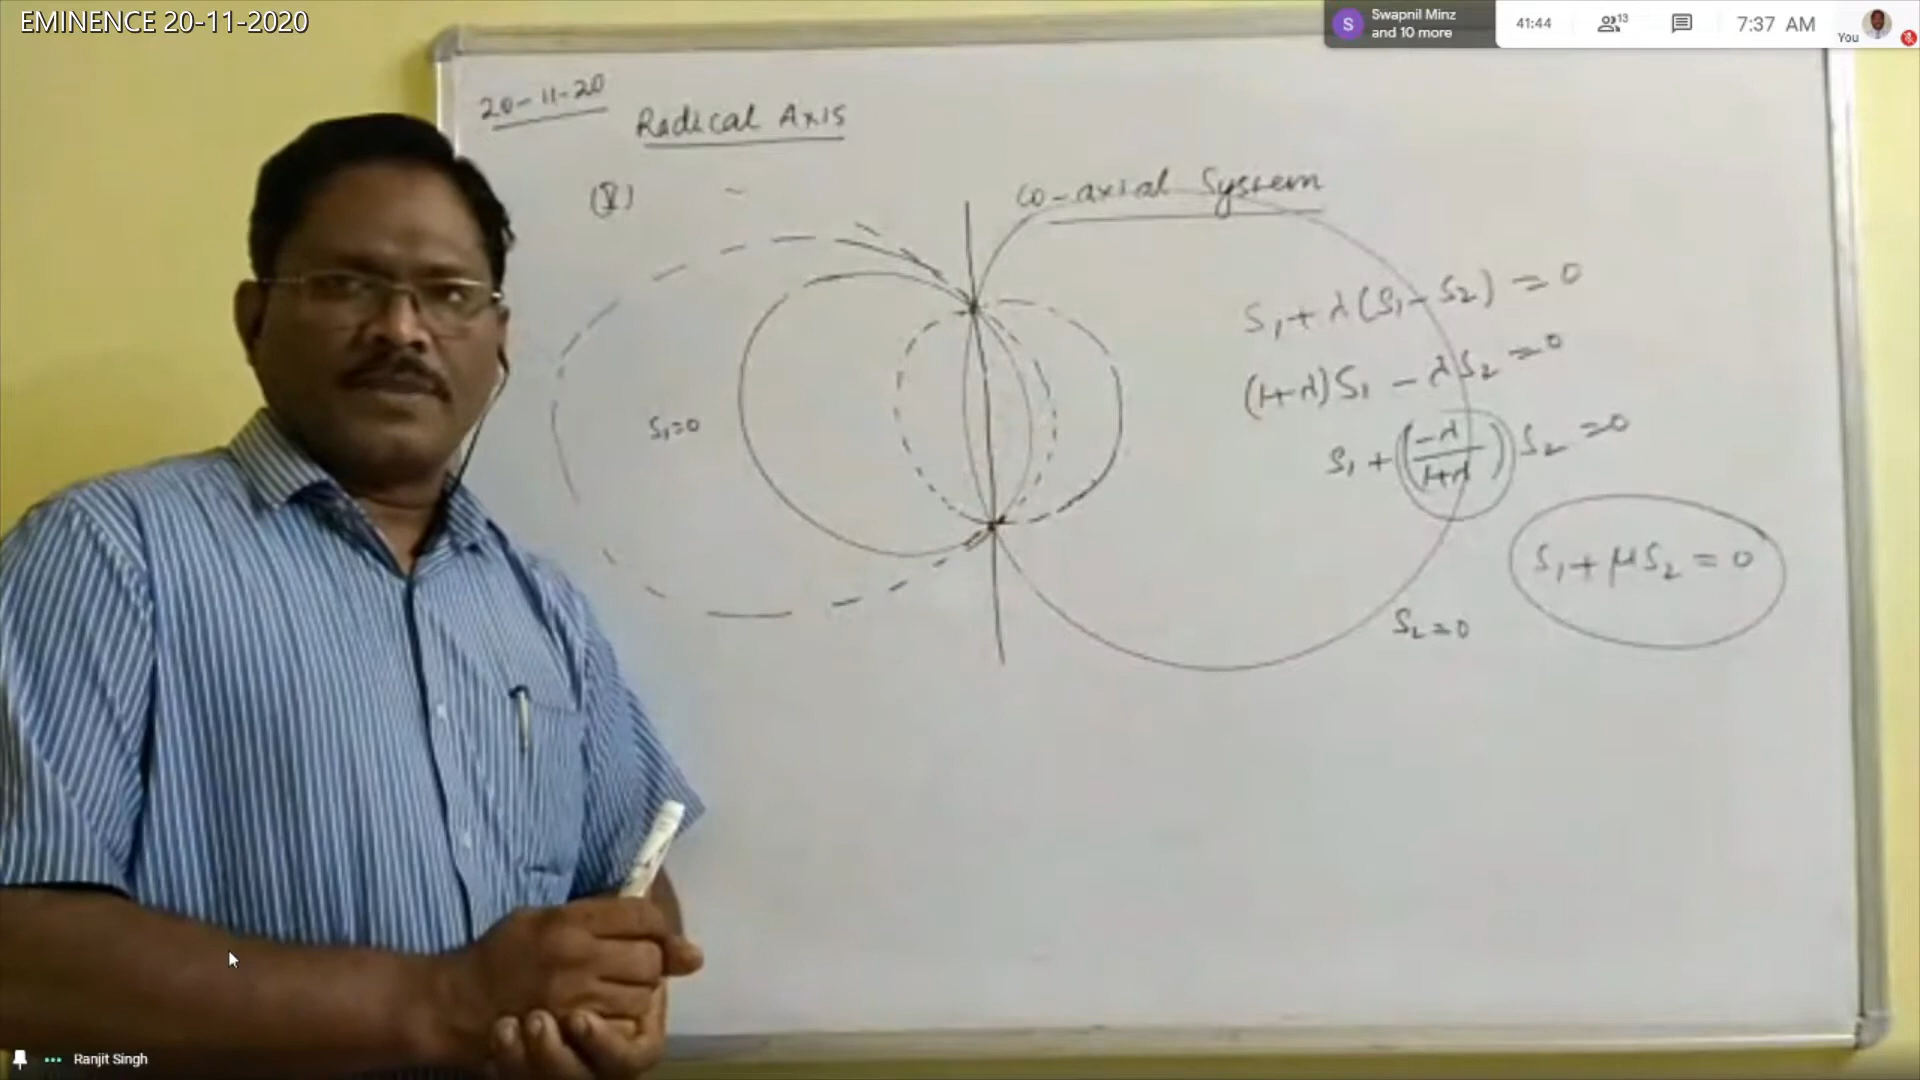 EMINENCE 20-11-2020
Swapnil Minz
and 10 more
41:44
13
7:37 AM
You
20-11-20
Radical Axis
(V)
Co-axial System
S₁+λ(S₁-S₂)=0
(1+λ)S₁-λS₂=0
S₁+(-λ/1+λ)S₂=0
S₁=0
S₁+μS₂=0
S₂=0
Ranjit Singh